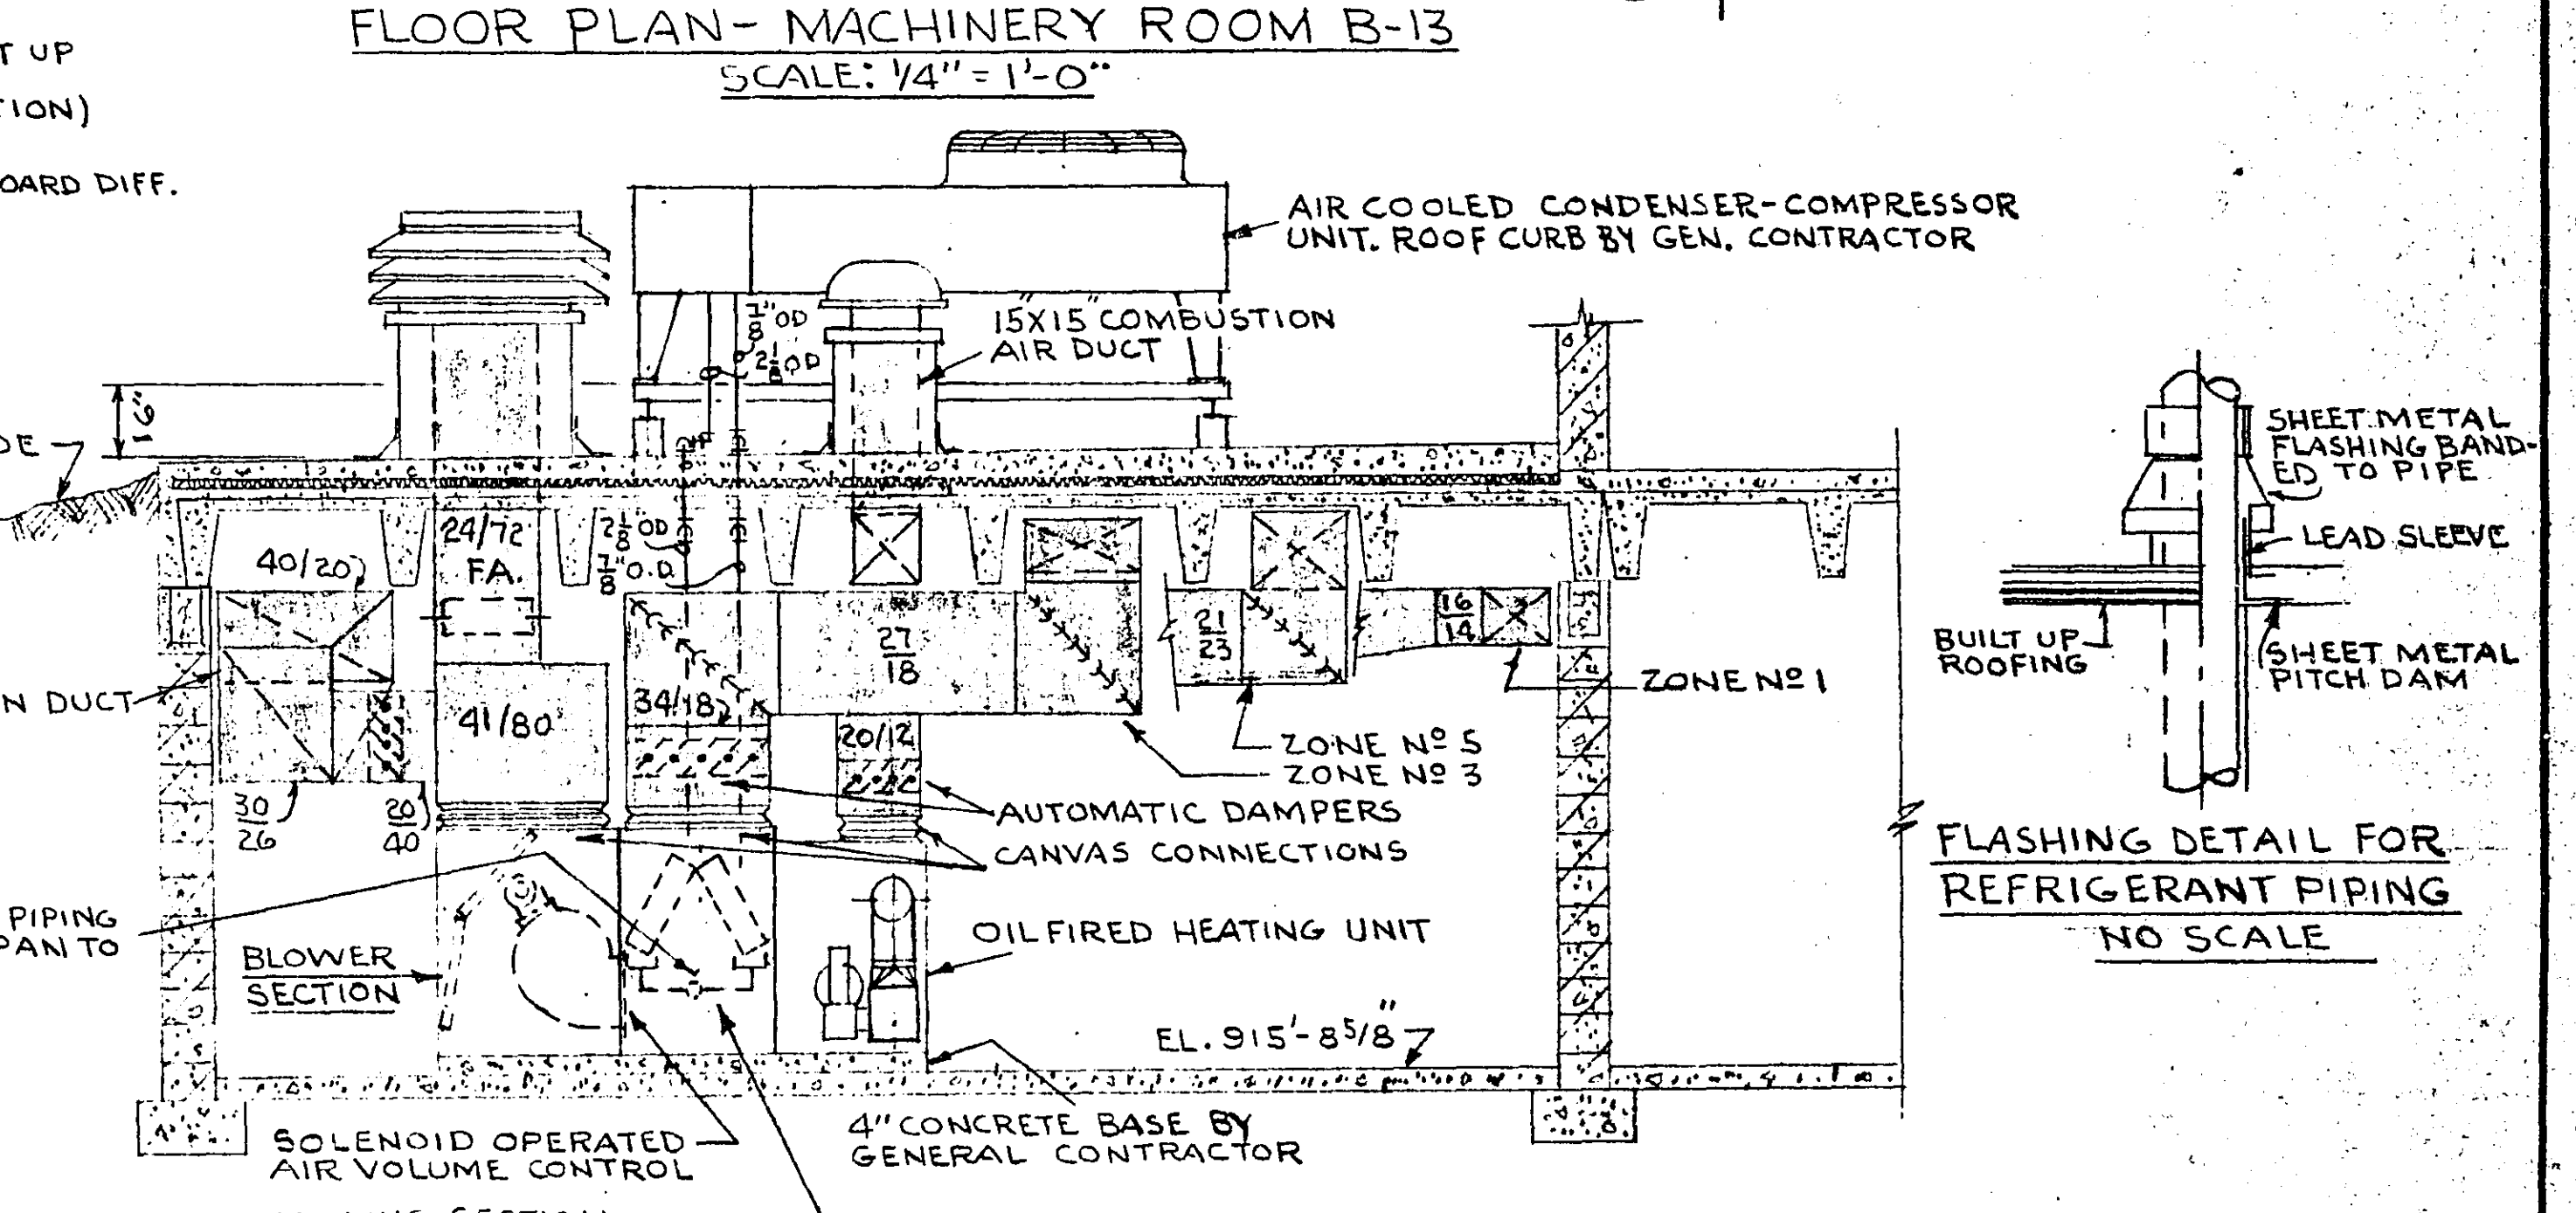 FLOOR PLAN- MACHINERY ROOM B-13
SCALE: 1/4" = 1'-0"
T UP
TION)
OARD DIFF.
AIR COOLED CONDENSER-COMPRESSOR
UNIT. ROOF CURB BY GEN. CONTRACTOR
7/8" OD
2 1/8 OD
15"X15" COMBUSTION
AIR DUCT
16"
DE
24/72
FA.
40/20
2 1/8 OD
7/8" O.D.
N DUCT
41/80
34/18
27/18
20/12
21/23
16/14
30/26
20/40
ZONE Nº 1
ZONE Nº 5
ZONE Nº 3
AUTOMATIC DAMPERS
CANVAS CONNECTIONS
PIPING
PAN TO
BLOWER
SECTION
OIL FIRED HEATING UNIT
EL. 915'-8 5/8"
SOLENOID OPERATED
AIR VOLUME CONTROL
4" CONCRETE BASE BY
GENERAL CONTRACTOR
SECTION
SHEET METAL
FLASHING BAND-
ED TO PIPE
LEAD SLEEVE
BUILT UP
ROOFING
SHEET METAL
PITCH DAM
FLASHING DETAIL FOR
REFRIGERANT PIPING
NO SCALE